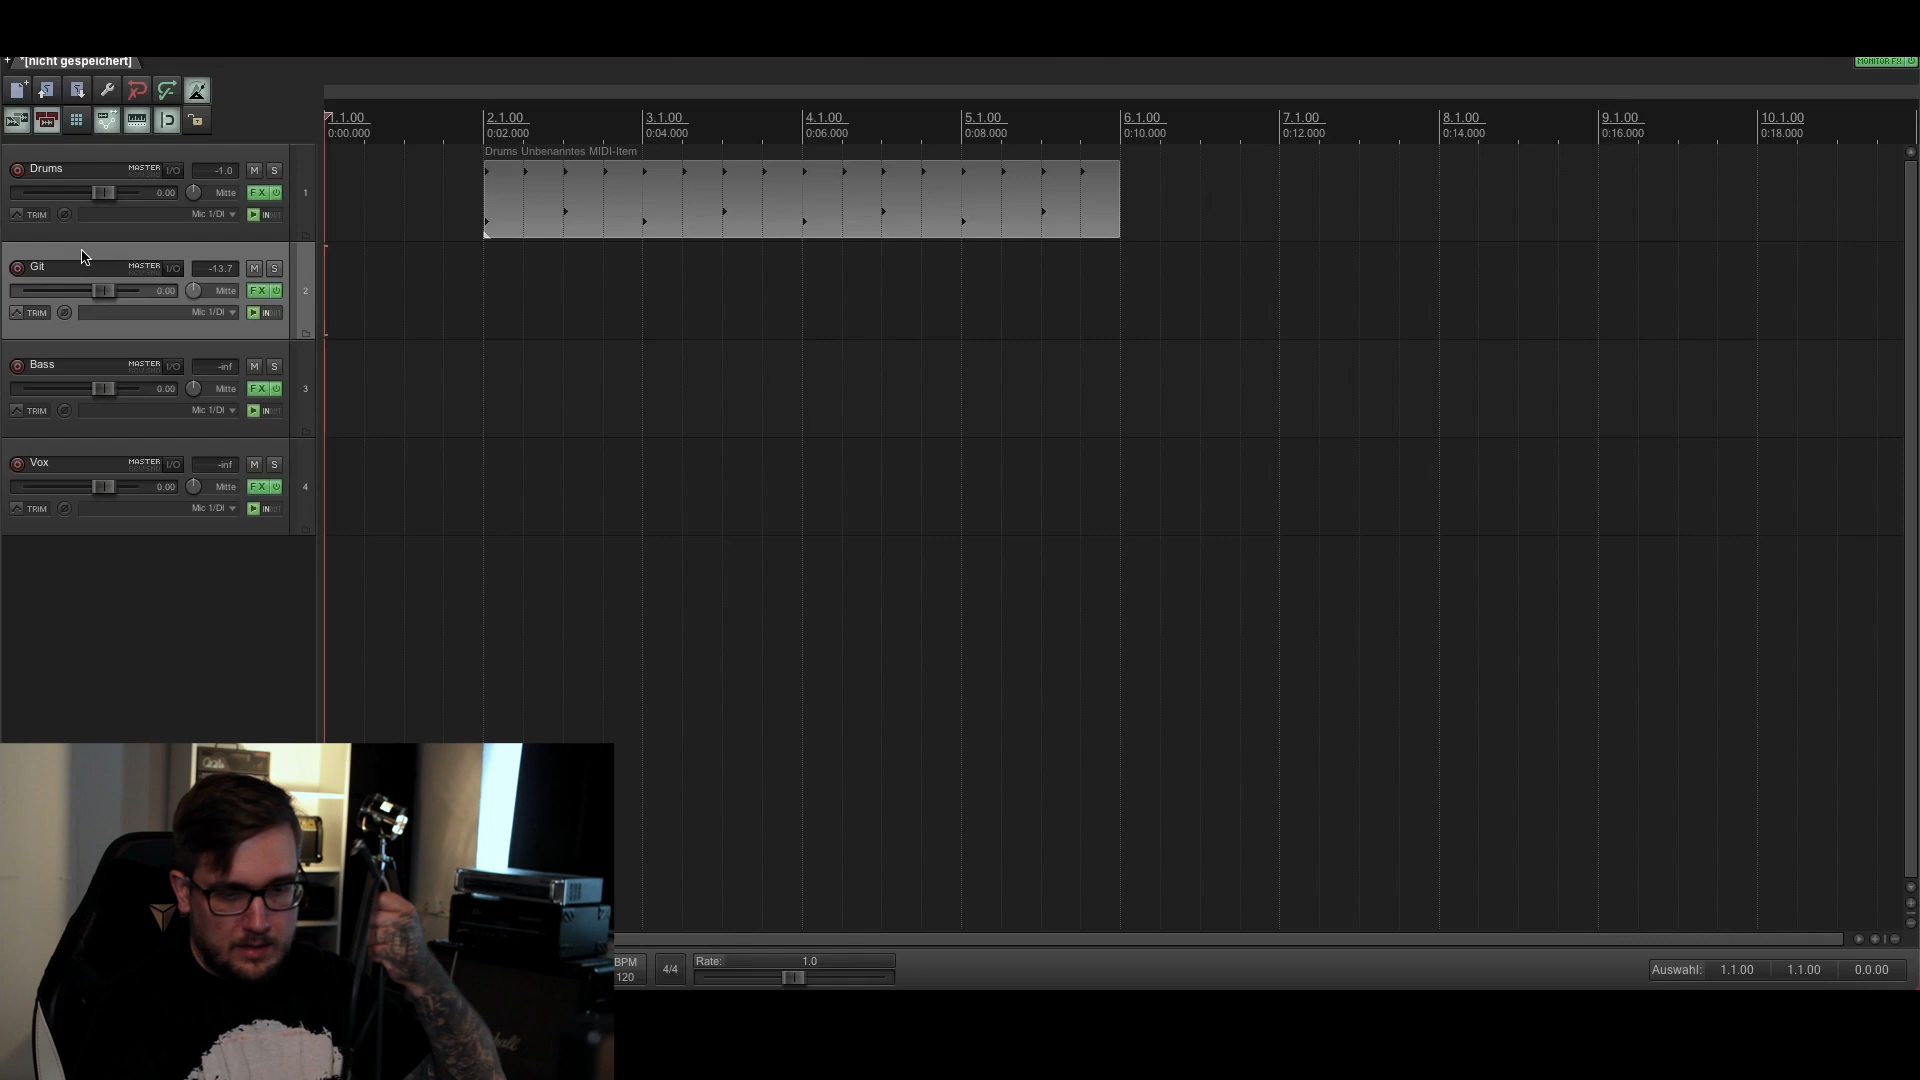 + *[nicht gespeichert]
MONITOR FX
1.1.00 2.1.00 3.1.00 4.1.00 5.1.00 6.1.00 7.1.00 8.1.00 9.1.00 10.1.00
0:00.000 0:02.000 0:04.000 0:06.000 0:08.000 0:10.000 0:12.000 0:14.000 0:16.000 0:18.000
Drums Unbenanntes MIDI-Item
Drums MASTER I/O -1.0 M S
0.00 Mitte FX 1
TRIM Mic 1/DI IN
Git MASTER I/O -13.7 M S
0.00 Mitte FX 2
TRIM Mic 1/DI IN
Bass MASTER I/O -inf M S
0.00 Mitte FX 3
TRIM Mic 1/DI IN
Vox MASTER I/O -inf M S
0.00 Mitte FX 4
TRIM Mic 1/DI IN
BPM
120
4/4
Rate: 1.0
Auswahl: 1.1.00 1.1.00 0.0.00